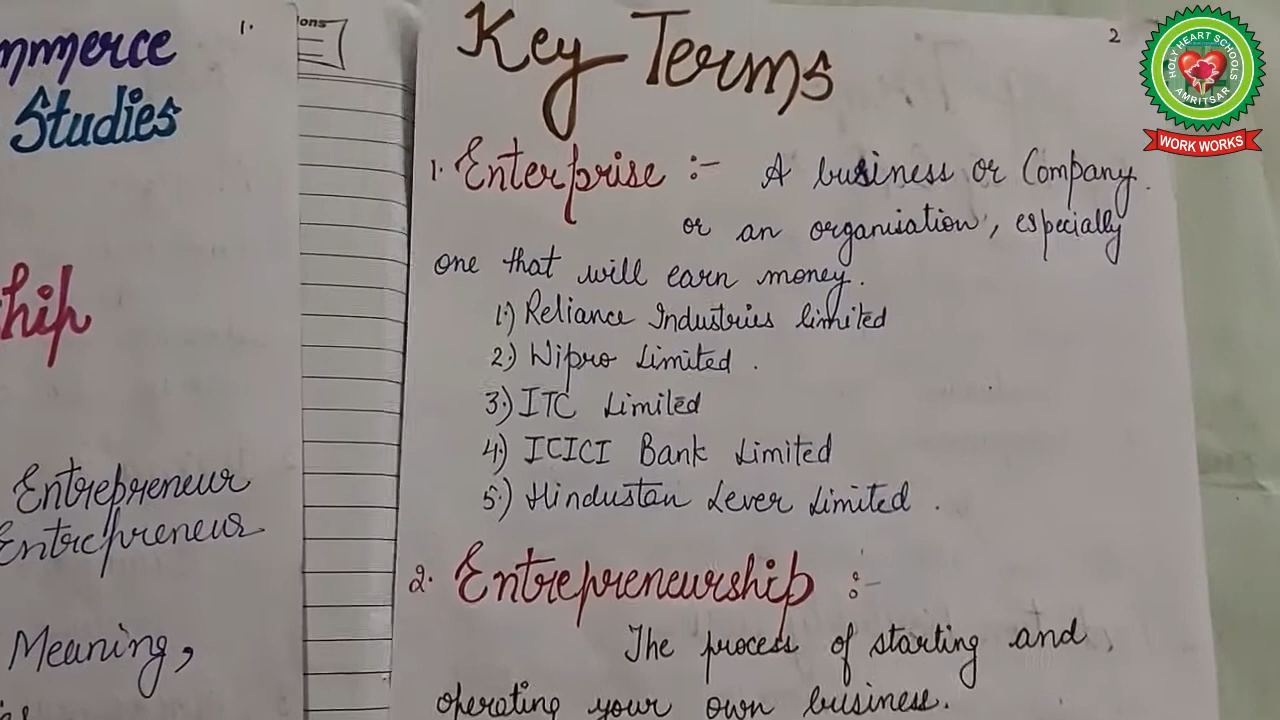 1.
ommerce
Studies
hip
Entrepreneur
Entrepreneur
Meaning,
ons
Key Terms
2
1. Enterprise :- A business or Company.
or an organisation, especially
one that will earn money.
1.) Reliance Industries limited
2.) Wipro Limited.
3.) ITC Limited
4.) ICICI Bank Limited
5.) Hindustan Lever Limited.
2. Entrepreneurship :-
The process of starting and
operating your own business.
HOLY HEART SCHOOLS
AMRITSAR
WORK WORKS